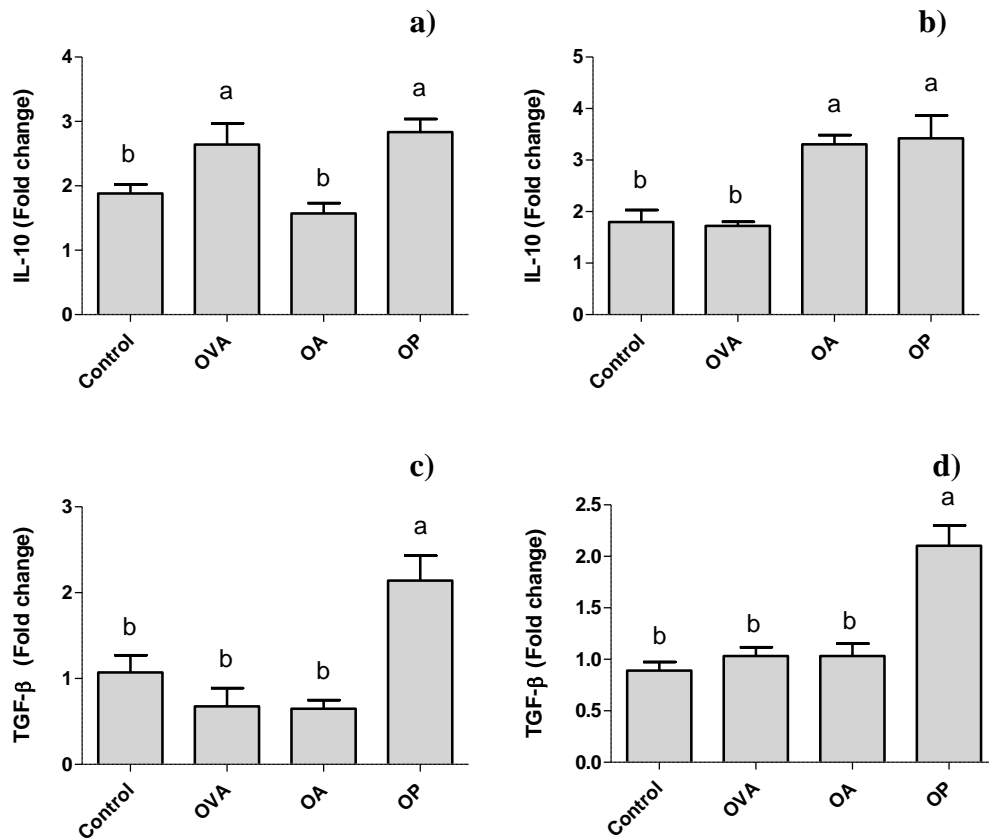 a)
IL-10 (Fold change)
4
3
2
1
0
b
a
b
a
Control
OVA
OA
OP
b)
IL-10 (Fold change)
5
4
3
2
1
0
b
b
a
a
Control
OVA
OA
OP
c)
TGF-β (Fold change)
3
2
1
0
b
b
b
a
Control
OVA
OA
OP
d)
TGF-β (Fold change)
2.5
2.0
1.5
1.0
0.5
0.0
b
b
b
a
Control
OVA
OA
OP